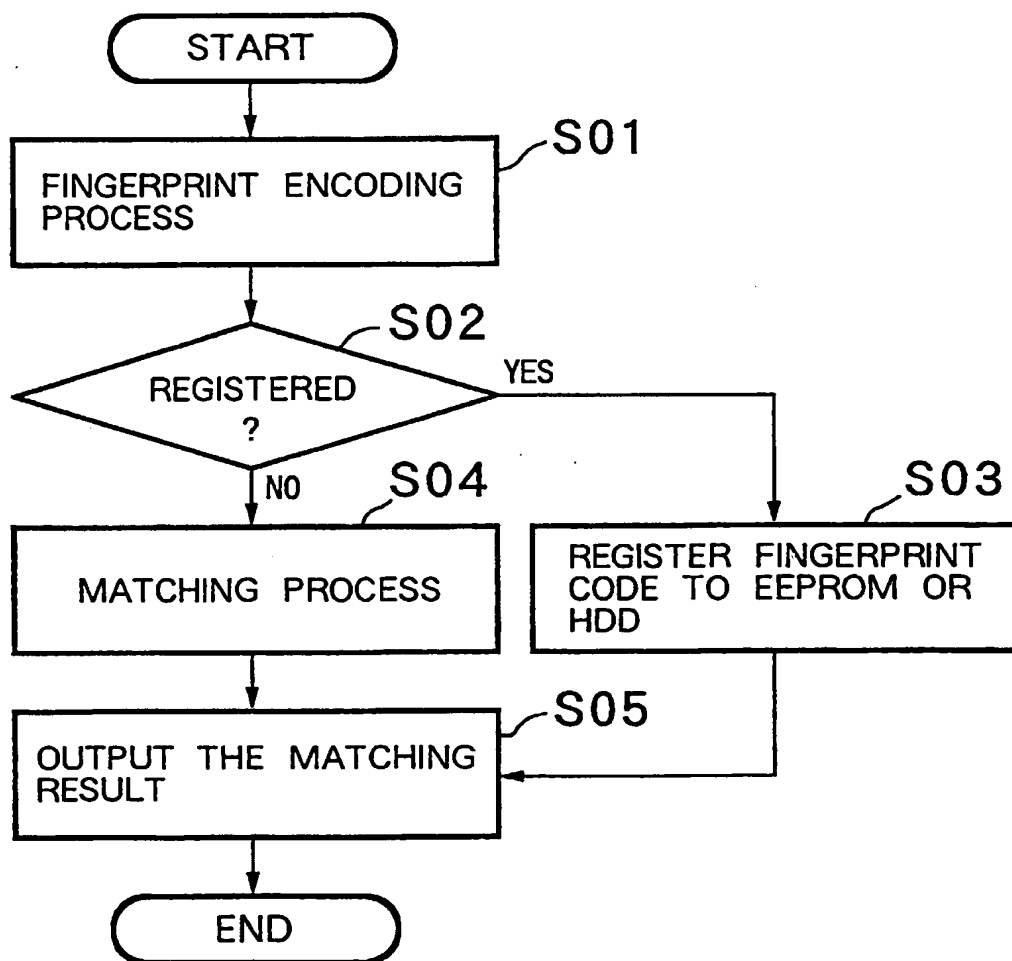 START
S01
FINGERPRINT ENCODING
PROCESS
S02
REGISTERED
?
YES
NO
S04
MATCHING PROCESS
S03
REGISTER FINGERPRINT
CODE TO EEPROM OR
HDD
S05
OUTPUT THE MATCHING
RESULT
END